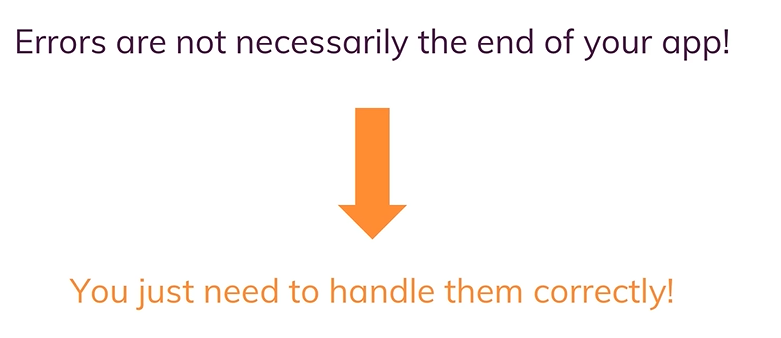 Errors are not necessarily the end of your app!
You just need to handle them correctly!